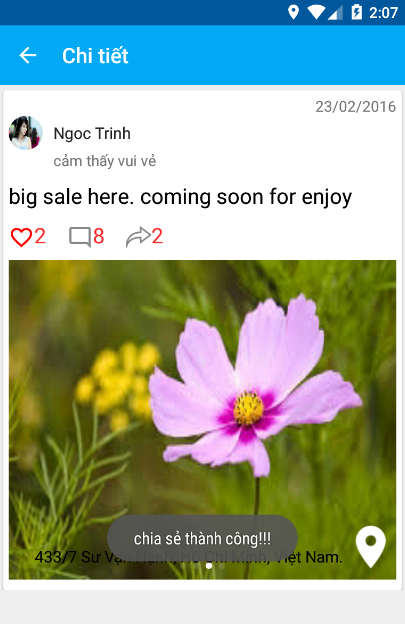 2:07
Chi tiết
23/02/2016
Ngoc Trinh
cảm thấy vui vẻ
big sale here. coming soon for enjoy
2 8 2
chia sẻ thành công!!!
433/7 Sư Vạn Hạnh, Hồ Chí Minh, Việt Nam.